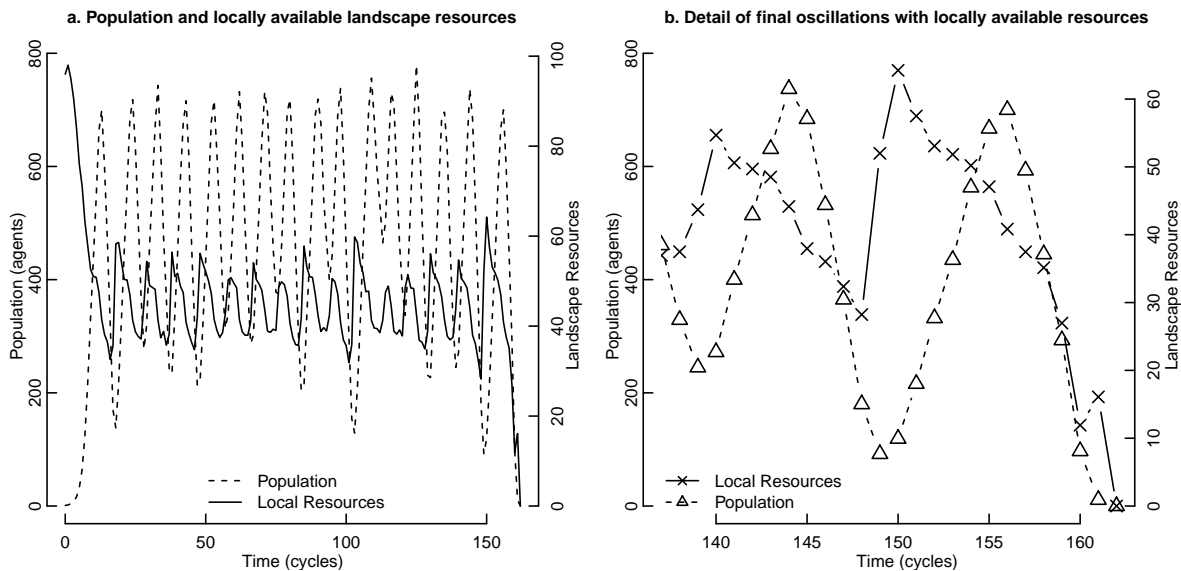 a. Population and locally available landscape resources
Population (agents)
0
200
400
600
800
Landscape Resources
0
20
40
60
80
100
Population
Local Resources
0
50
100
150
Time (cycles)
b. Detail of final oscillations with locally available resources
Population (agents)
0
200
400
600
800
Landscape Resources
0
10
20
30
40
50
60
Local Resources
Population
140
145
150
155
160
Time (cycles)